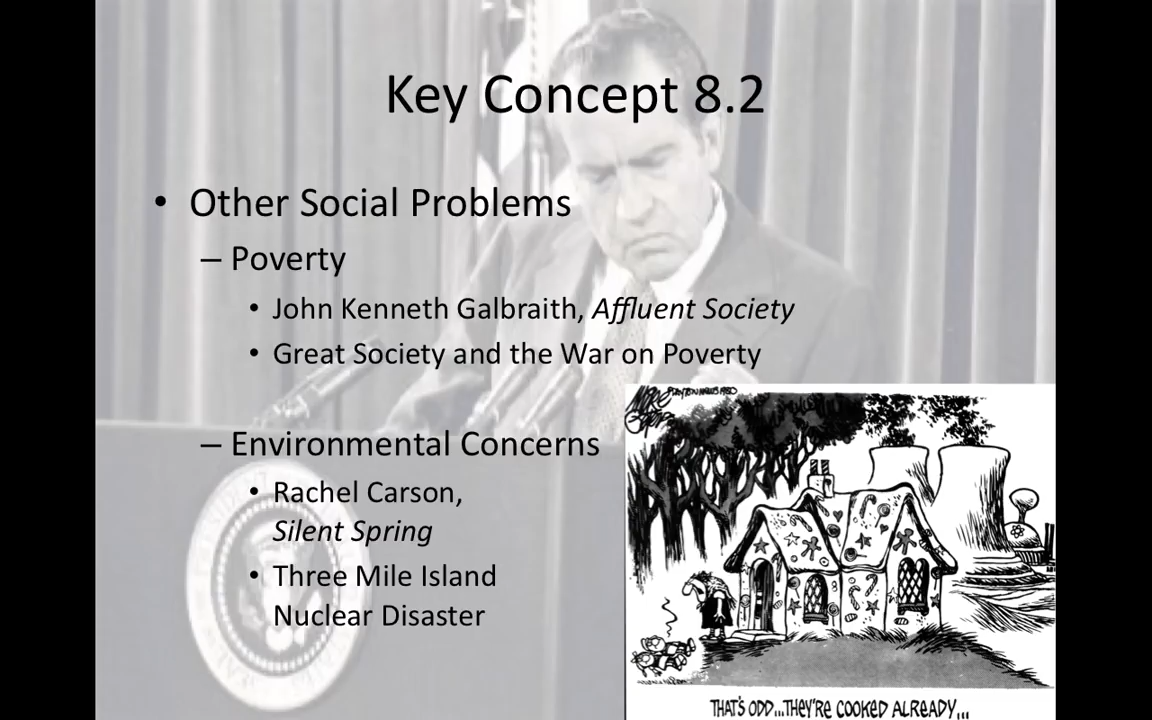 Key Concept 8.2
• Other Social Problems
– Poverty
• John Kenneth Galbraith, Affluent Society
• Great Society and the War on Poverty
– Environmental Concerns
• Rachel Carson,
Silent Spring
• Three Mile Island
Nuclear Disaster
THAT'S ODD...THEY'RE COOKED ALREADY...